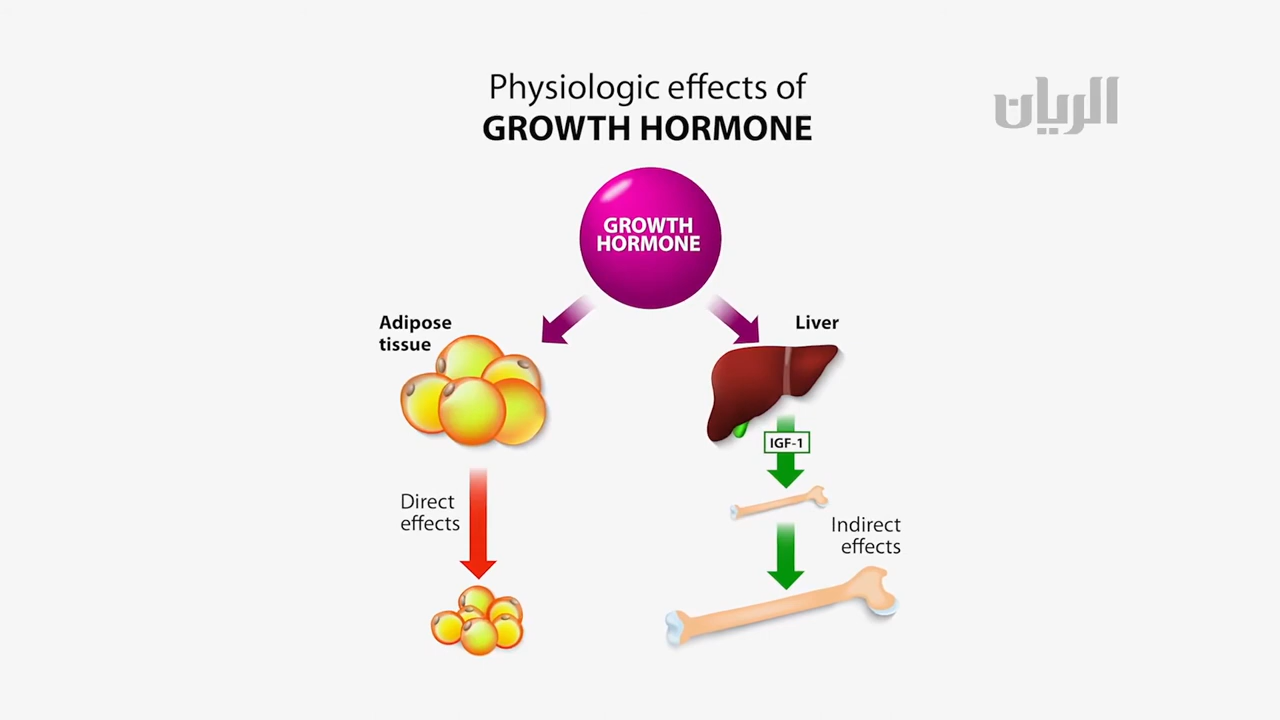 Physiologic effects of
GROWTH HORMONE
الريان
GROWTH
HORMONE
Adipose
tissue
Liver
IGF-1
Direct
effects
Indirect
effects